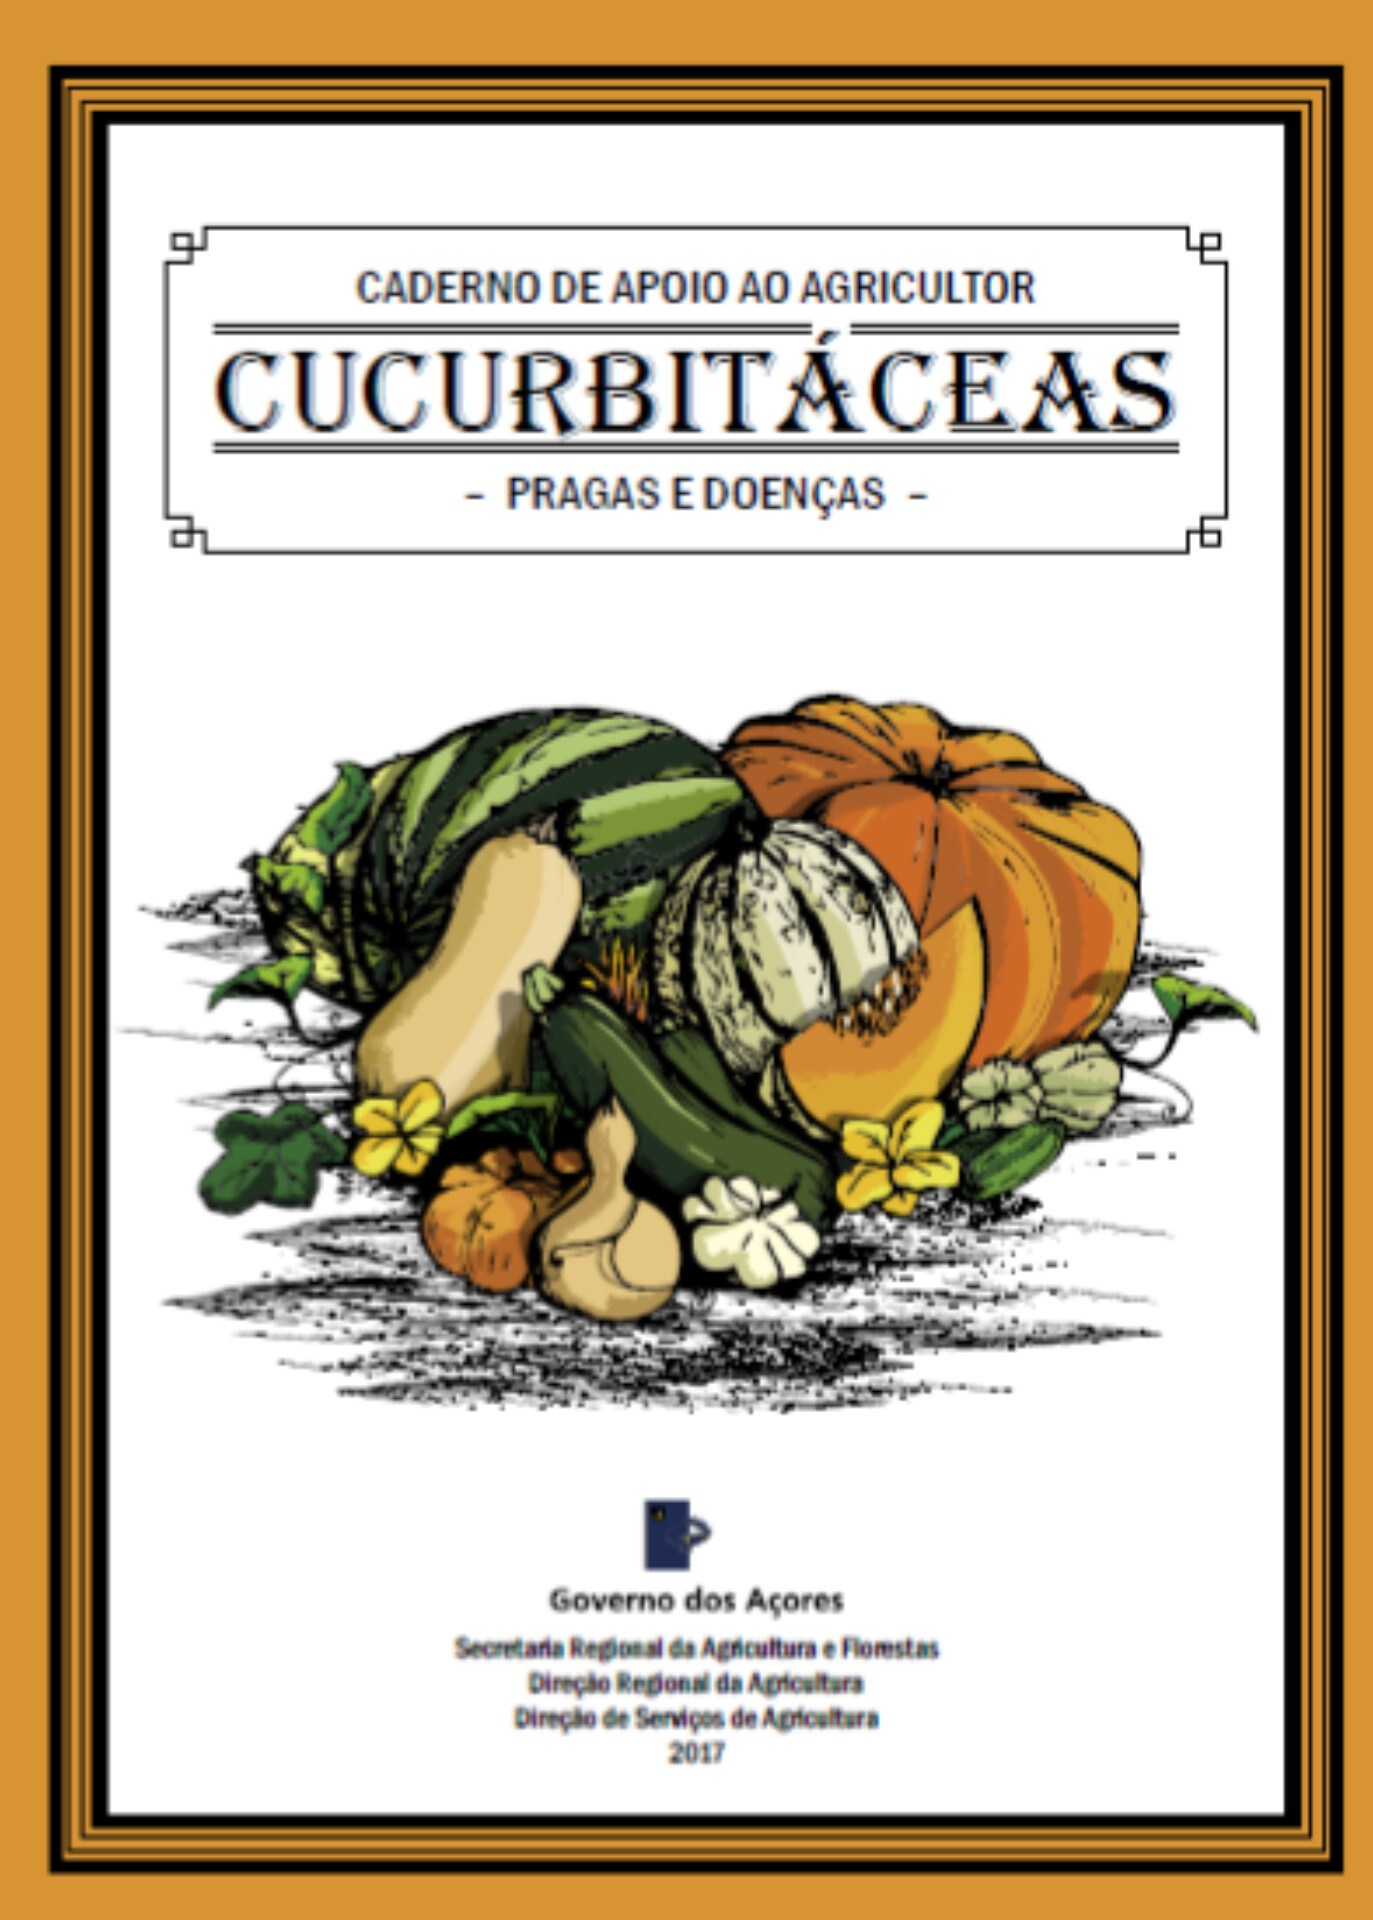 CADERNO DE APOIO AO AGRICULTOR
CUCURBITÁCEAS
– PRAGAS E DOENÇAS –
Governo dos Açores
Secretaria Regional da Agricultura e Florestas
Direção Regional da Agricultura
Direção de Serviços de Agricultura
2017